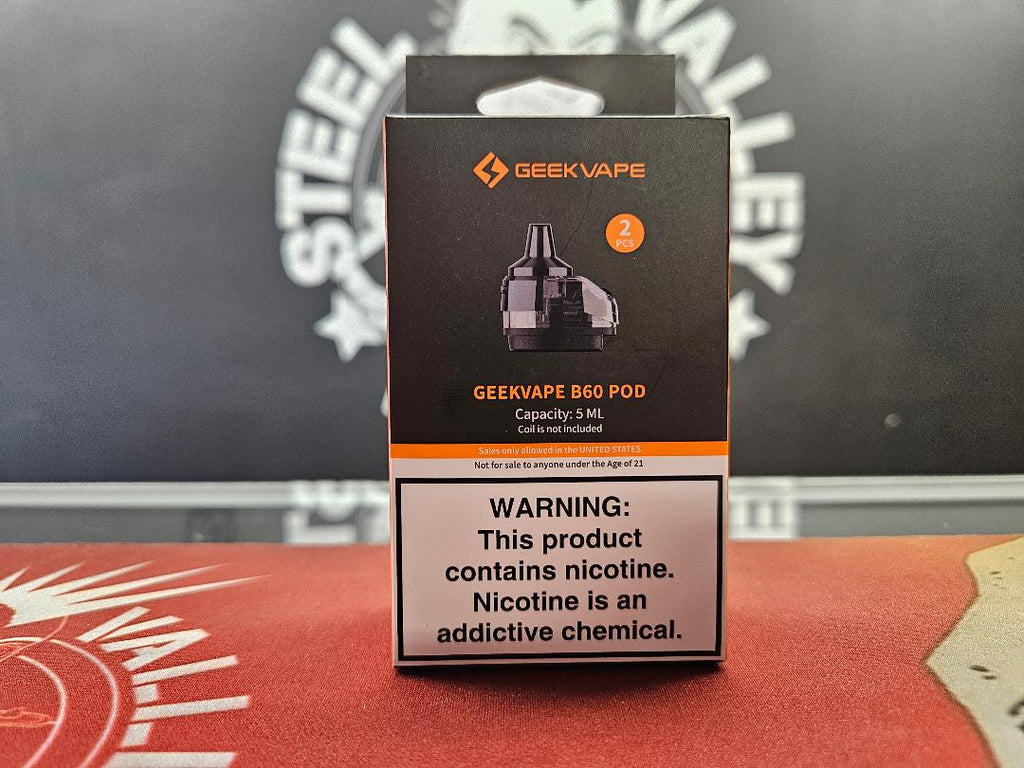 STEEL VALLEY
GEEKVAPE
2
PCS
GEEKVAPE B60 POD
Capacity: 5 ML
Coil is not included
Sales only allowed in the UNITED STATES
Not for sale to anyone under the Age of 21
WARNING:
This product
contains nicotine.
Nicotine is an
addictive chemical.